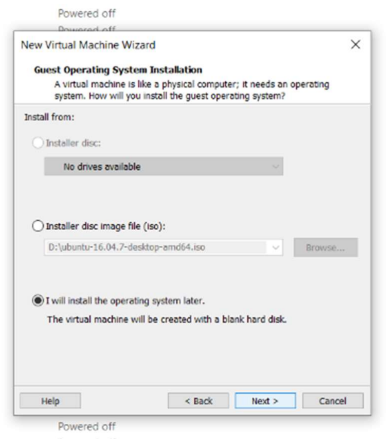 Powered off
Powered off
New Virtual Machine Wizard
Guest Operating System Installation
A virtual machine is like a physical computer; it needs an operating
system. How will you install the guest operating system?
Install from:
Installer disc:
No drives available
Installer disc image file (iso):
D:\ubuntu-16.04.7-desktop-amd64.iso
Browse...
I will install the operating system later.
The virtual machine will be created with a blank hard disk.
Help
< Back
Next >
Cancel
Powered off